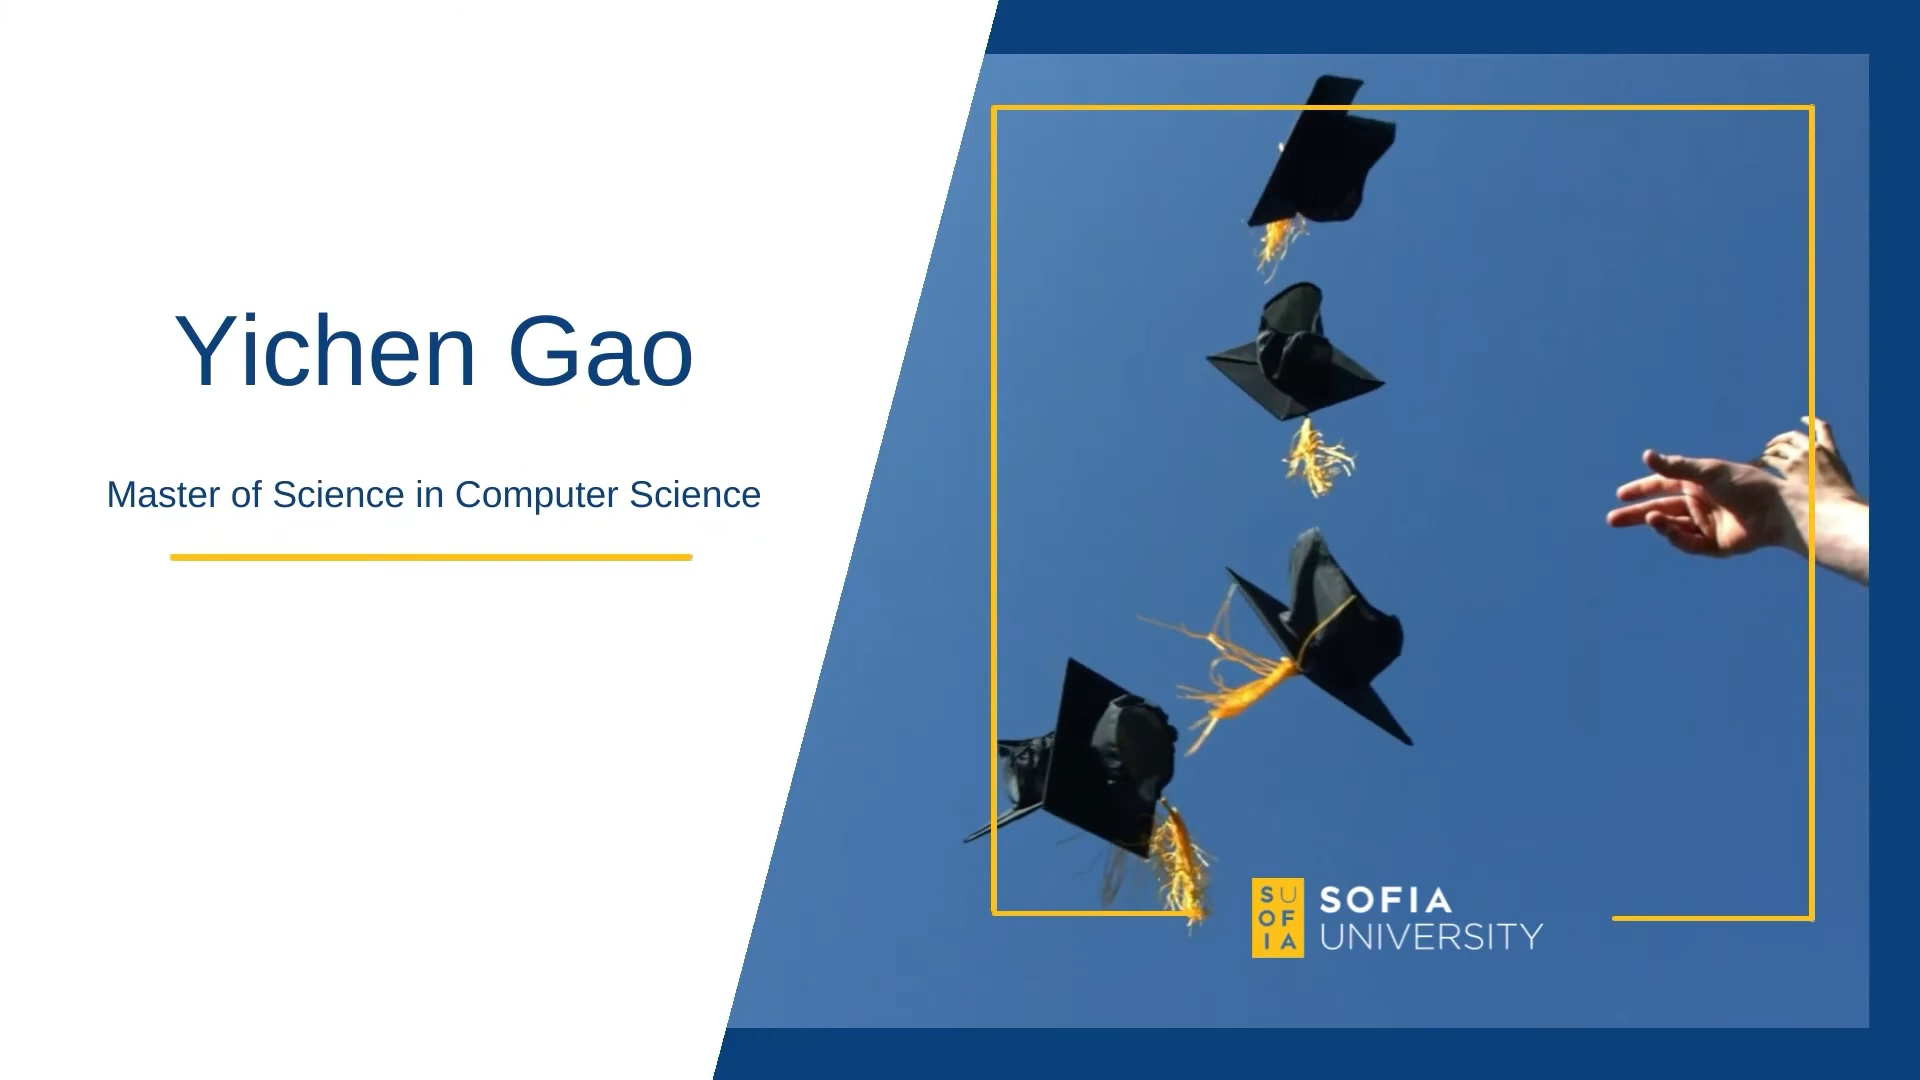 Yichen Gao
Master of Science in Computer Science
SU
OF
IA
SOFIA
UNIVERSITY